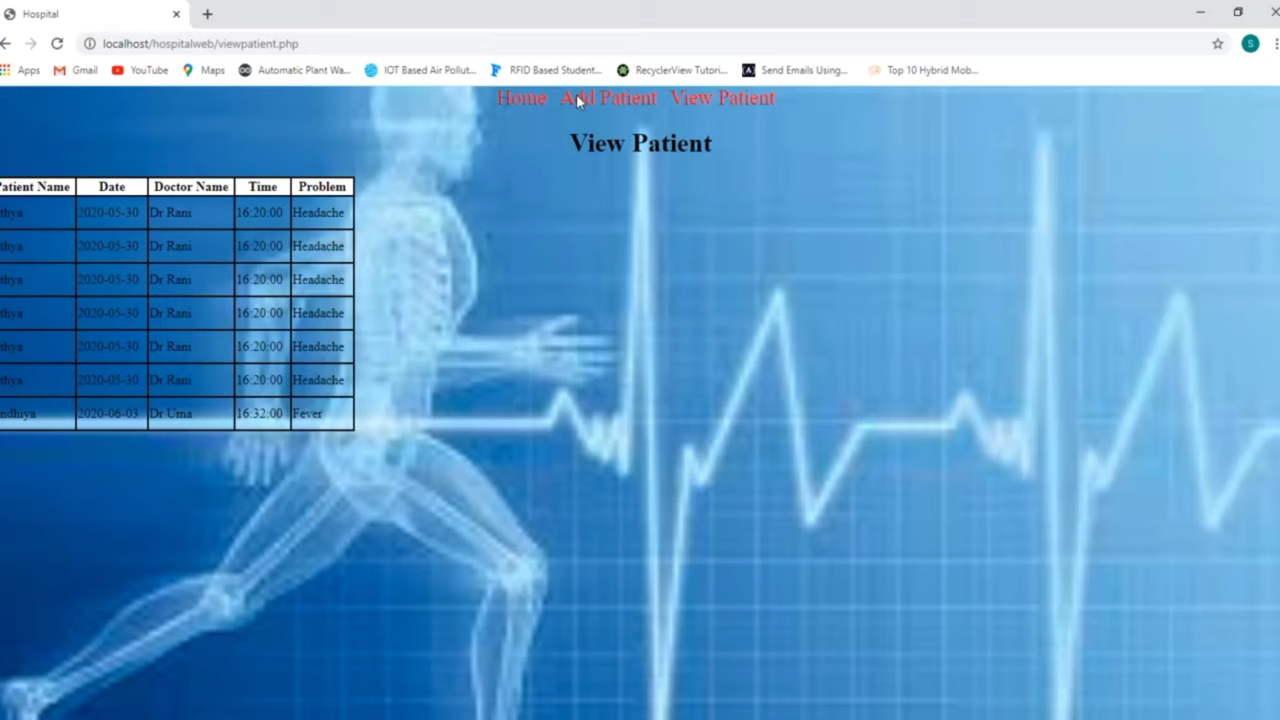 Hospital
localhost/hospitalweb/viewpatient.php
S
Apps Gmail YouTube Maps Automatic Plant Wa... IOT Based Air Pollut... RFID Based Student... RecyclerView Tutori... Send Emails Using... Top 10 Hybrid Mob...
Home Add Patient View Patient
View Patient
Patient Name Date Doctor Name Time Problem
thya 2020-05-30 Dr Rani 16:20:00 Headache
thya 2020-05-30 Dr Rani 16:20:00 Headache
thya 2020-05-30 Dr Rani 16:20:00 Headache
thya 2020-05-30 Dr Rani 16:20:00 Headache
thya 2020-05-30 Dr Rani 16:20:00 Headache
thya 2020-05-30 Dr Rani 16:20:00 Headache
ndhiya 2020-06-03 Dr Uma 16:32:00 Fever